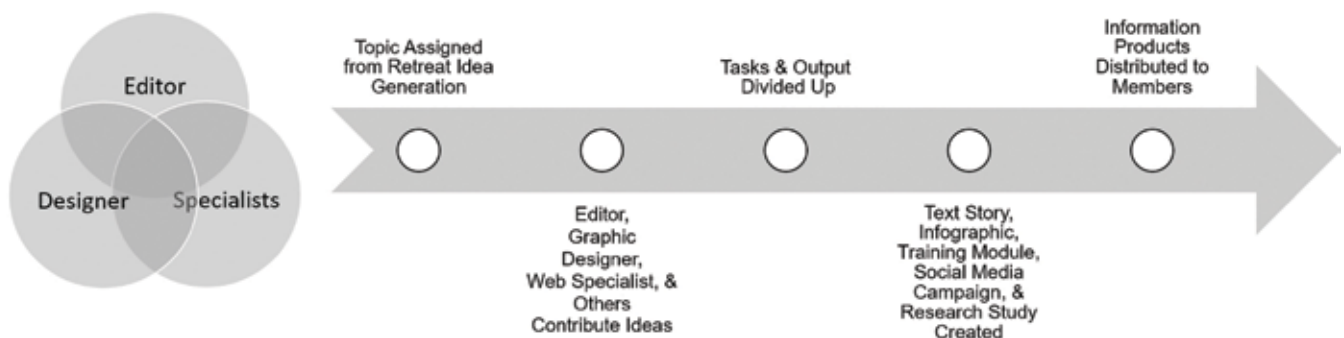 Editor
Designer
Specialists
Topic Assigned
from Retreat Idea
Generation
Editor,
Graphic
Designer,
Web Specialist, &
Others
Contribute Ideas
Tasks & Output
Divided Up
Text Story,
Infographic,
Training Module,
Social Media
Campaign, &
Research Study
Created
Information
Products
Distributed to
Members